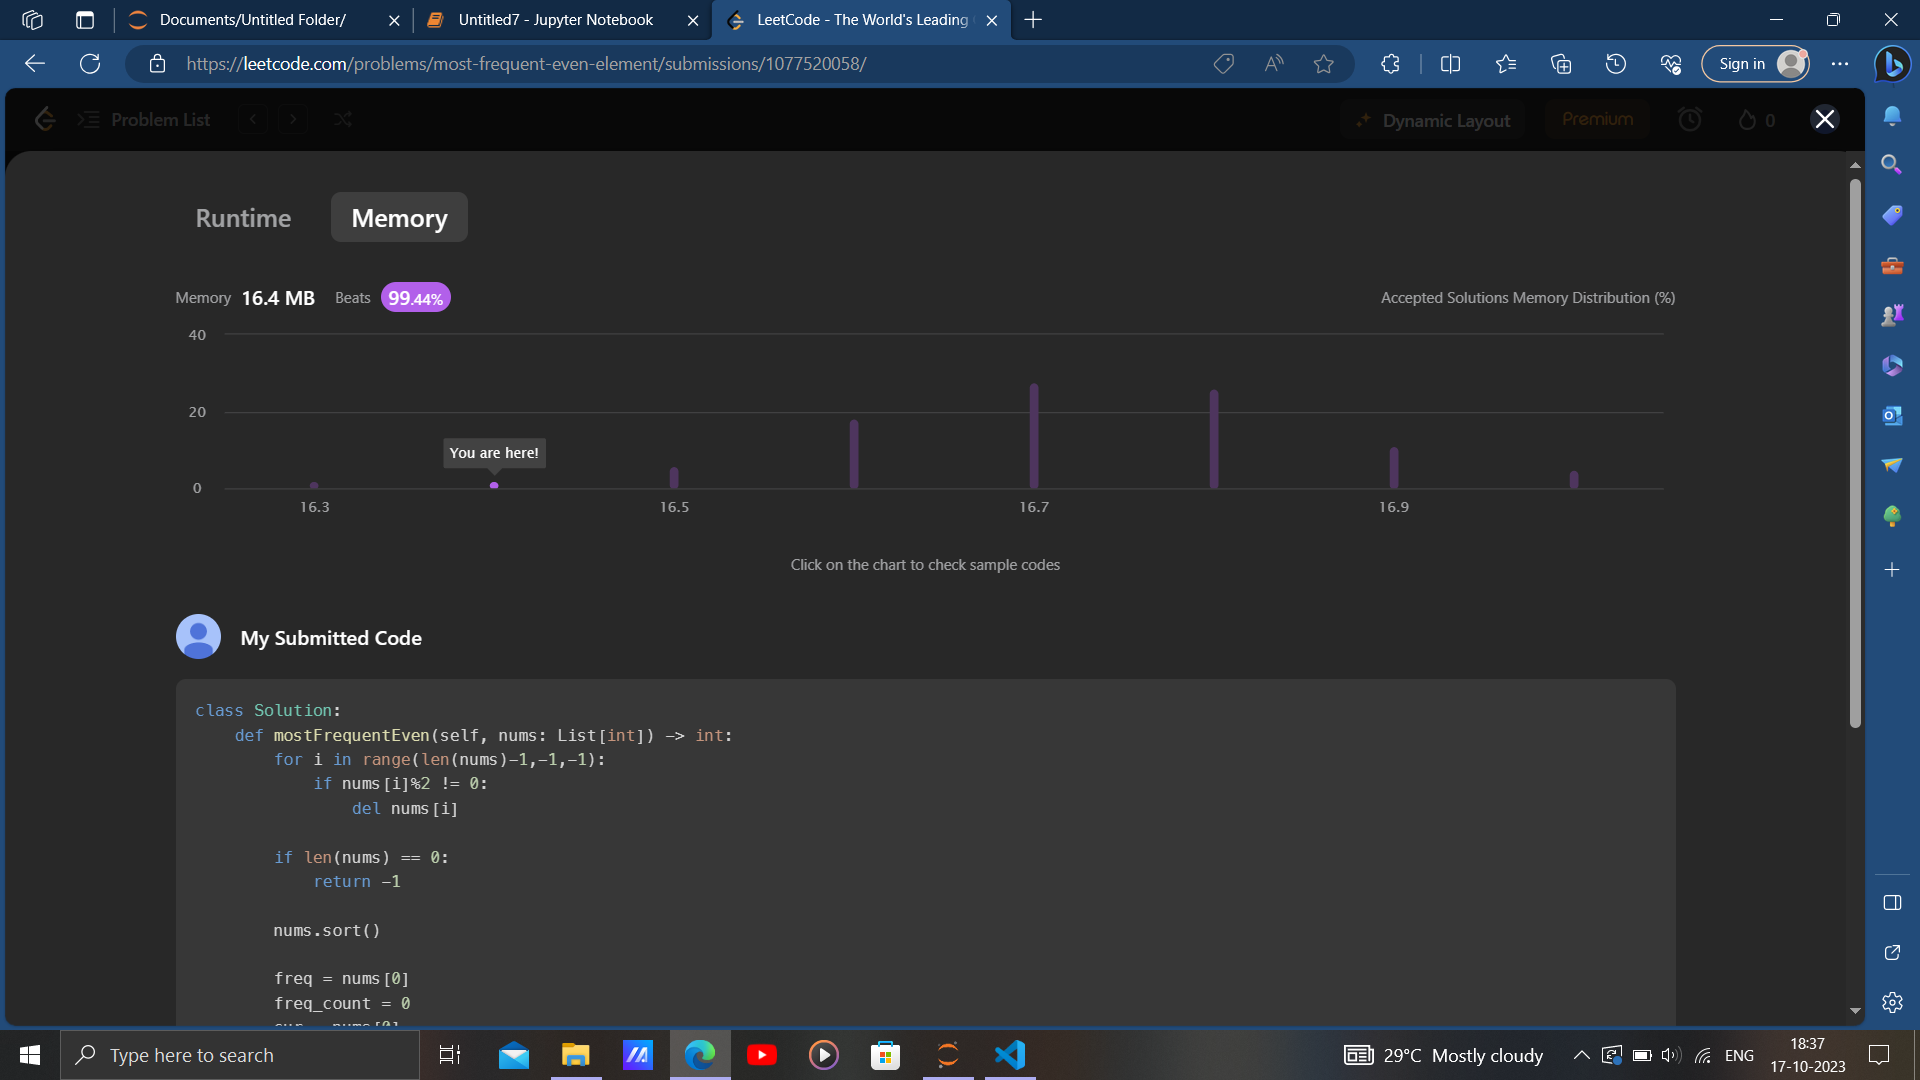 Documents/Untitled Folder/
Untitled7 - Jupyter Notebook
LeetCode - The World's Leading
https://leetcode.com/problems/most-frequent-even-element/submissions/1077520058/
Sign in
Problem List
Dynamic Layout
Premium
0
Runtime
Memory
Memory 16.4 MB Beats 99.44%
Accepted Solutions Memory Distribution (%)
40
20
You are here!
0
16.3 16.5 16.7 16.9
Click on the chart to check sample codes
My Submitted Code
class Solution:
    def mostFrequentEven(self, nums: List[int]) -> int:
        for i in range(len(nums)-1,-1,-1):
            if nums[i]%2 != 0:
                del nums[i]
        if len(nums) == 0:
            return -1
        nums.sort()
        freq = nums[0]
        freq_count = 0
Type here to search
29°C Mostly cloudy
ENG
18:37
17-10-2023